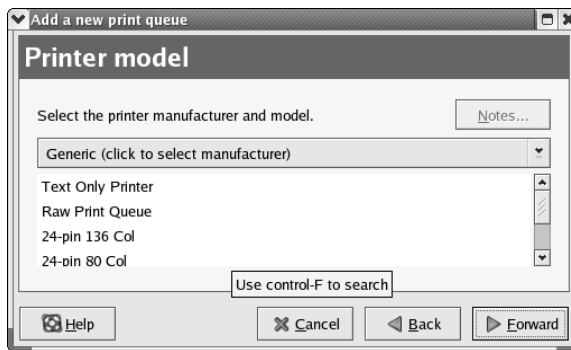 Add a new print queue
Printer model
Select the printer manufacturer and model.
Notes...
Generic (click to select manufacturer)
Text Only Printer
Raw Print Queue
24-pin 136 Col
24-pin 80 Col
Use control-F to search
Help
Cancel
Back
Forward